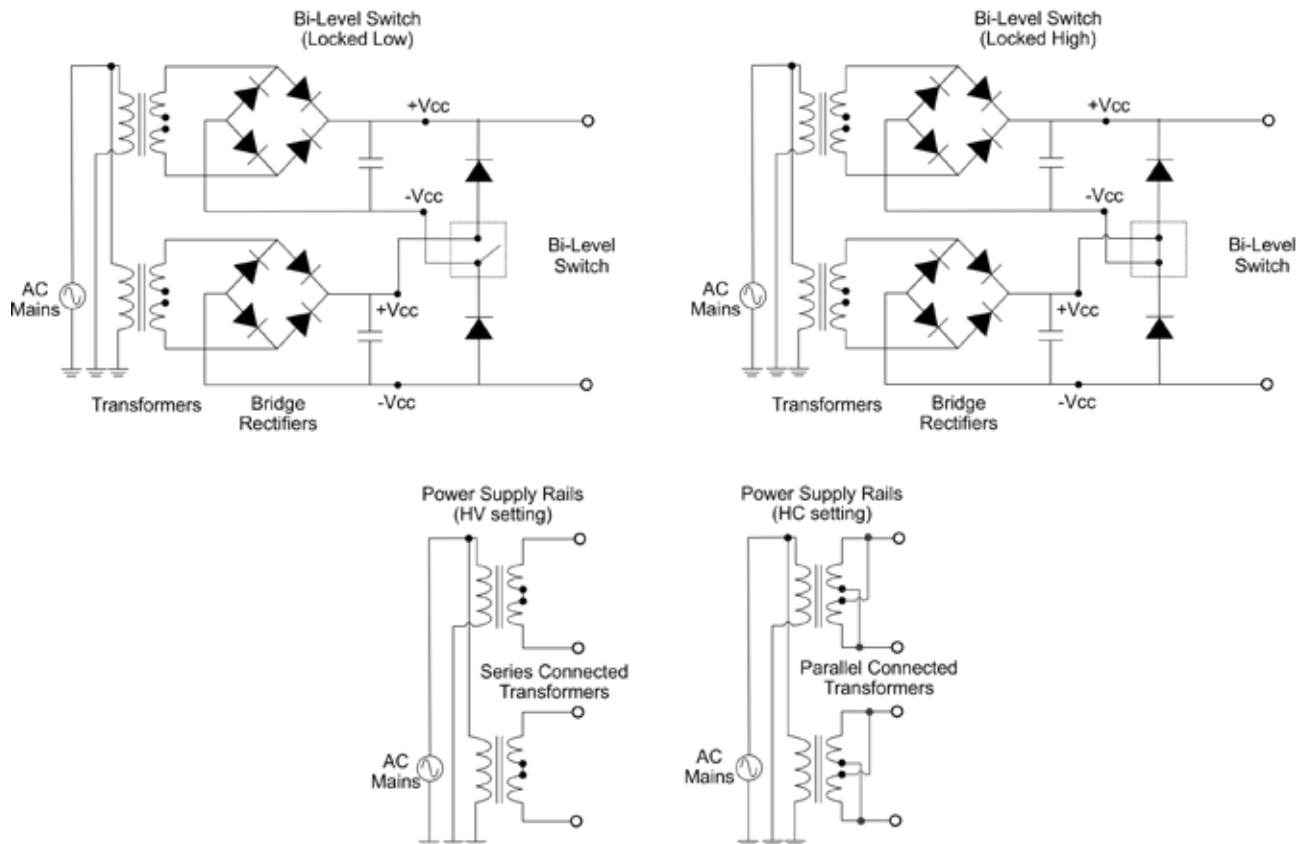 Bi-Level Switch
(Locked Low)
+Vcc
-Vcc
Bi-Level
Switch
AC
Mains
+Vcc
-Vcc
Transformers
Bridge
Rectifiers
Bi-Level Switch
(Locked High)
+Vcc
-Vcc
Bi-Level
Switch
AC
Mains
+Vcc
-Vcc
Transformers
Bridge
Rectifiers
Power Supply Rails
(HV setting)
Series Connected
Transformers
AC
Mains
Power Supply Rails
(HC setting)
Parallel Connected
Transformers
AC
Mains